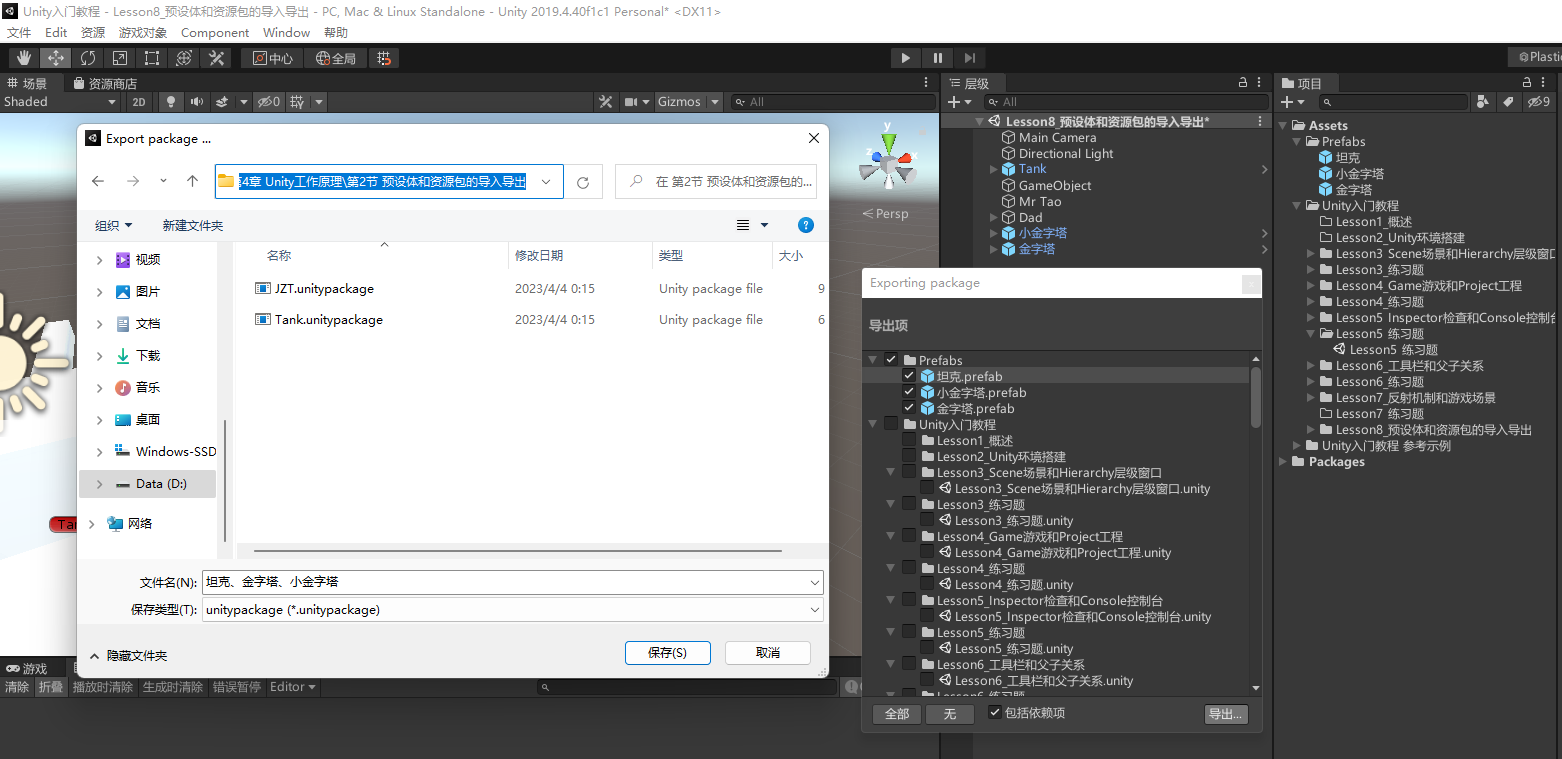 Unity入门教程 - Lesson8_预设体和资源包的导入导出 - PC, Mac & Linux Standalone - Unity 2019.4.40f1c1 Personal* <DX11>
文件 Edit 资源 游戏对象 Component Window 帮助
中心 全局
场景 资源商店
Shaded 2D 0 Gizmos All
Persp
y
z
Export package ...
第4章 Unity工作原理\第2节 预设体和资源包的导入导出
在 第2节 预设体和资源包的...
组织 新建文件夹
视频
图片
文档
下载
音乐
桌面
Windows-SSD
Data (D:)
网络
名称 修改日期 类型 大小
JZT.unitypackage 2023/4/4 0:15 Unity package file 9
Tank.unitypackage 2023/4/4 0:15 Unity package file 6
文件名(N): 坦克、金字塔、小金字塔
保存类型(T): unitypackage (*.unitypackage)
隐藏文件夹 保存(S) 取消
Ta
游戏
清除 折叠 播放时清除 生成时清除 错误暂停 Editor
层级
All
Lesson8_预设体和资源包的导入导出*
Main Camera
Directional Light
Tank
GameObject
Mr Tao
Dad
小金字塔
金字塔
Exporting package
导出项
Prefabs
坦克.prefab
小金字塔.prefab
金字塔.prefab
Unity入门教程
Lesson1_概述
Lesson2_Unity环境搭建
Lesson3_Scene场景和Hierarchy层级窗口
Lesson3_Scene场景和Hierarchy层级窗口.unity
Lesson3_练习题
Lesson3_练习题.unity
Lesson4_Game游戏和Project工程
Lesson4_Game游戏和Project工程.unity
Lesson4_练习题
Lesson4_练习题.unity
Lesson5_Inspector检查和Console控制台
Lesson5_Inspector检查和Console控制台.unity
Lesson5_练习题
Lesson5_练习题.unity
Lesson6_工具栏和父子关系
Lesson6_工具栏和父子关系.unity
Lesson6_练习题
全部 无 包括依赖项 导出...
Plasti
项目
9
Assets
Prefabs
坦克
小金字塔
金字塔
Unity入门教程
Lesson1_概述
Lesson2_Unity环境搭建
Lesson3_Scene场景和Hierarchy层级窗口
Lesson3_练习题
Lesson4_Game游戏和Project工程
Lesson4_练习题
Lesson5_Inspector检查和Console控制台
Lesson5_练习题
Lesson5_练习题
Lesson6_工具栏和父子关系
Lesson6_练习题
Lesson7_反射机制和游戏场景
Lesson7_练习题
Lesson8_预设体和资源包的导入导出
Unity入门教程 参考示例
Packages